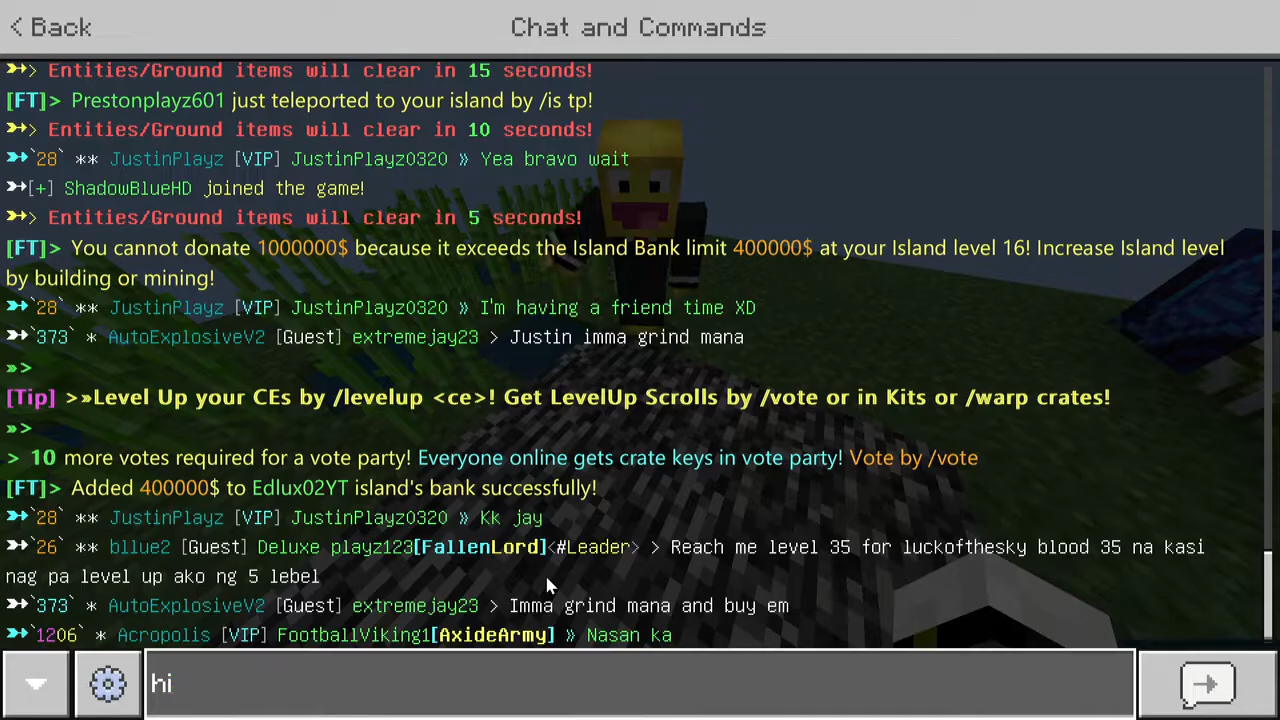 < Back
Chat and Commands
➳> Entities/Ground items will clear in 15 seconds!
[FT]> Prestonplayz601 just teleported to your island by /is tp!
➳> Entities/Ground items will clear in 10 seconds!
➳`28` ** JustinPlayz [VIP] JustinPlayz0320 » Yea bravo wait
➳[+] ShadowBlueHD joined the game!
➳> Entities/Ground items will clear in 5 seconds!
[FT]> You cannot donate 1000000$ because it exceeds the Island Bank limit 400000$ at your Island level 16! Increase Island level
by building or mining!
➳`28` ** JustinPlayz [VIP] JustinPlayz0320 » I'm having a friend time XD
➳`373` * AutoExplosiveV2 [Guest] extremejay23 > Justin imma grind mana
»>
[Tip] >»Level Up your CEs by /levelup <ce>! Get LevelUp Scrolls by /vote or in Kits or /warp crates!
»>
> 10 more votes required for a vote party! Everyone online gets crate keys in vote party! Vote by /vote
[FT]> Added 400000$ to Edlux02YT island's bank successfully!
➳`28` ** JustinPlayz [VIP] JustinPlayz0320 » Kk jay
➳`26` ** bllue2 [Guest] Deluxe playz123[FallenLord]<#Leader> > Reach me level 35 for luckofthesky blood 35 na kasi
nag pa level up ako ng 5 lebel
➳`373` * AutoExplosiveV2 [Guest] extremejay23 > Imma grind mana and buy em
➳`1206` * Acropolis [VIP] FootballViking1[AxideArmy] » Nasan ka
hi